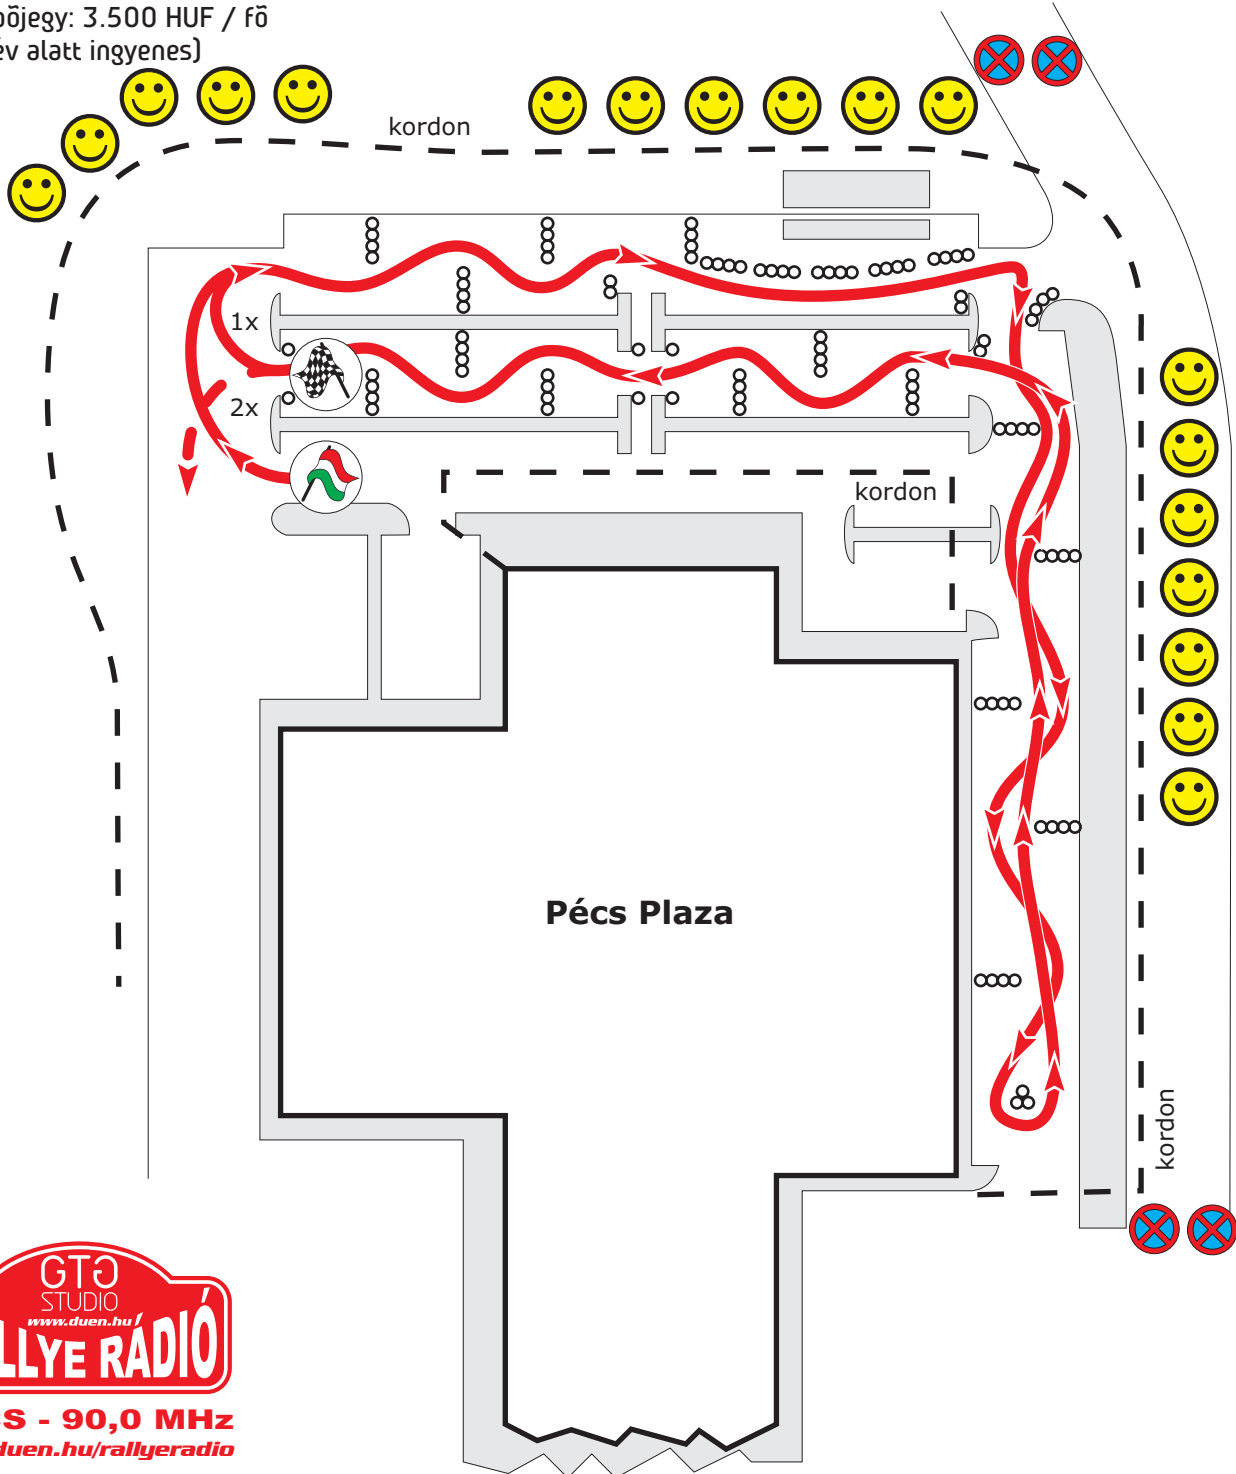 pőjegy: 3.500 HUF / fő
év alatt ingyenes)
kordon
1x
2x
kordon
Pécs Plaza
kordon
GTG
STUDIO
www.duen.hu
LLYE RÁDIÓ
S - 90,0 MHz
duen.hu/rallyeradio